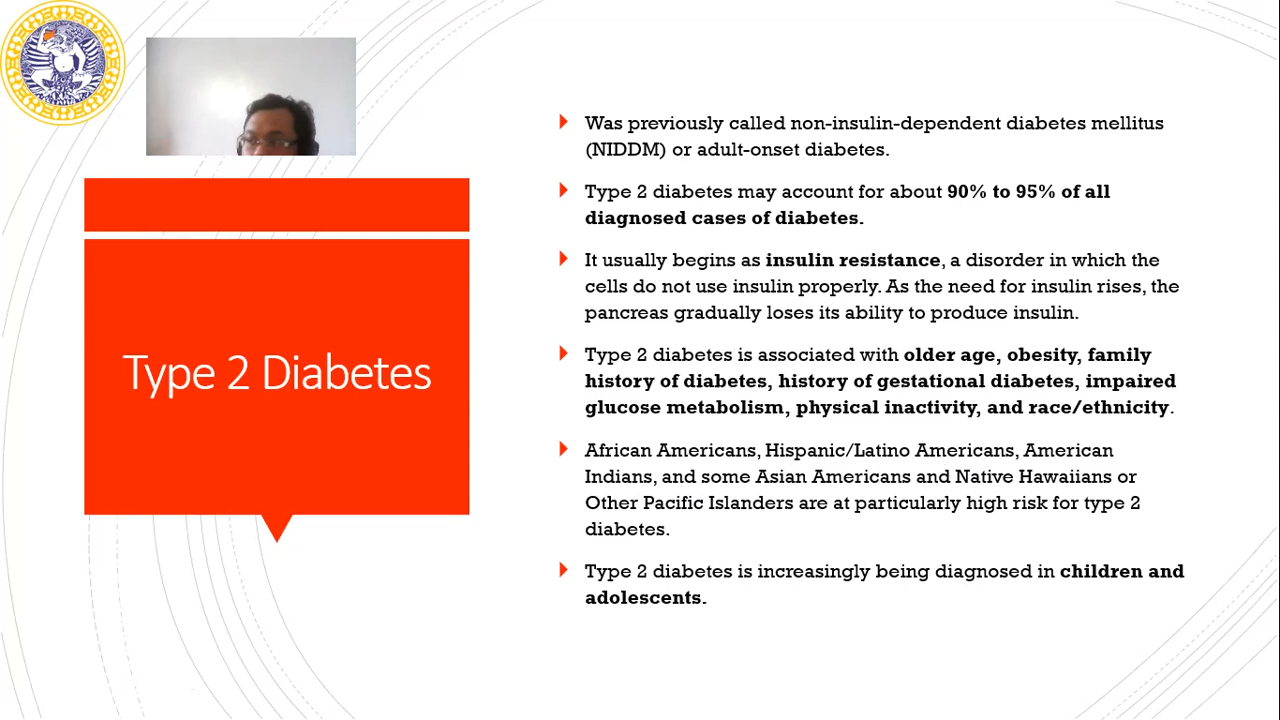 Type 2 Diabetes
Was previously called non-insulin-dependent diabetes mellitus
(NIDDM) or adult-onset diabetes.
Type 2 diabetes may account for about 90% to 95% of all
diagnosed cases of diabetes.
It usually begins as insulin resistance, a disorder in which the
cells do not use insulin properly. As the need for insulin rises, the
pancreas gradually loses its ability to produce insulin.
Type 2 diabetes is associated with older age, obesity, family
history of diabetes, history of gestational diabetes, impaired
glucose metabolism, physical inactivity, and race/ethnicity.
African Americans, Hispanic/Latino Americans, American
Indians, and some Asian Americans and Native Hawaiians or
Other Pacific Islanders are at particularly high risk for type 2
diabetes.
Type 2 diabetes is increasingly being diagnosed in children and
adolescents.